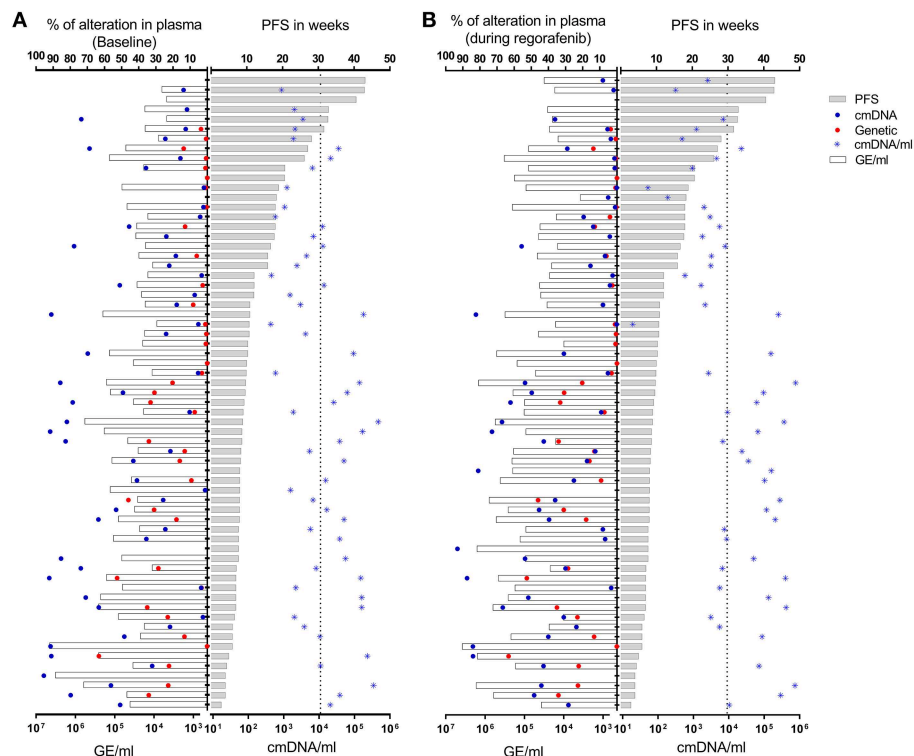 A
% of alteration in plasma
(Baseline)
100 90 80 70 60 50 40 30 20 10
PFS in weeks
10 20 30 40 50
B
% of alteration in plasma
(during regorafenib)
100 90 80 70 60 50 40 30 20 10
PFS in weeks
10 20 30 40 50
PFS
cmDNA
Genetic
cmDNA/ml
GE/ml
10⁷ 10⁶ 10⁵ 10⁴ 10³ 1 10² 10³ 10⁴ 10⁵ 10⁶
GE/ml
cmDNA/ml
10⁷ 10⁶ 10⁵ 10⁴ 10³ 1 10² 10³ 10⁴ 10⁵ 10⁶
GE/ml
cmDNA/ml